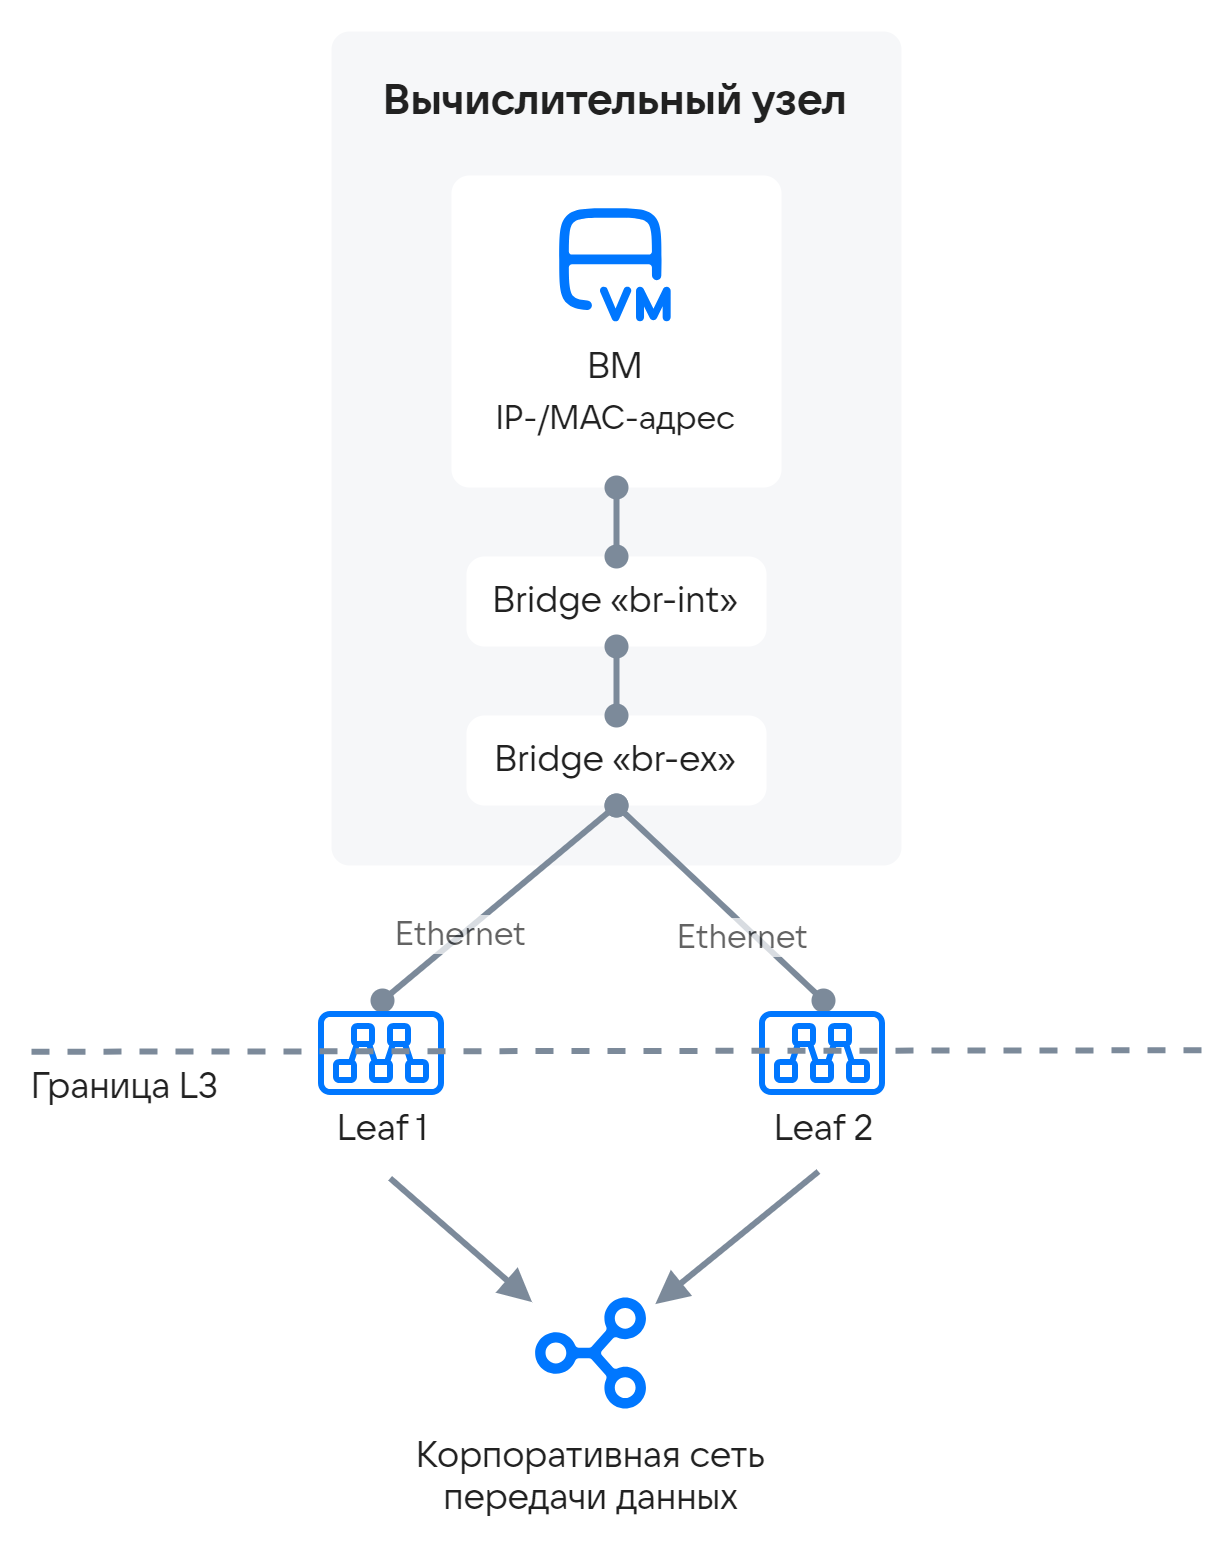 Вычислительный узел
VM
ВМ
IP-/MAC-адрес
Bridge «br-int»
Bridge «br-ex»
Ethernet
Ethernet
Граница L3
Leaf 1
Leaf 2
Корпоративная сеть
передачи данных